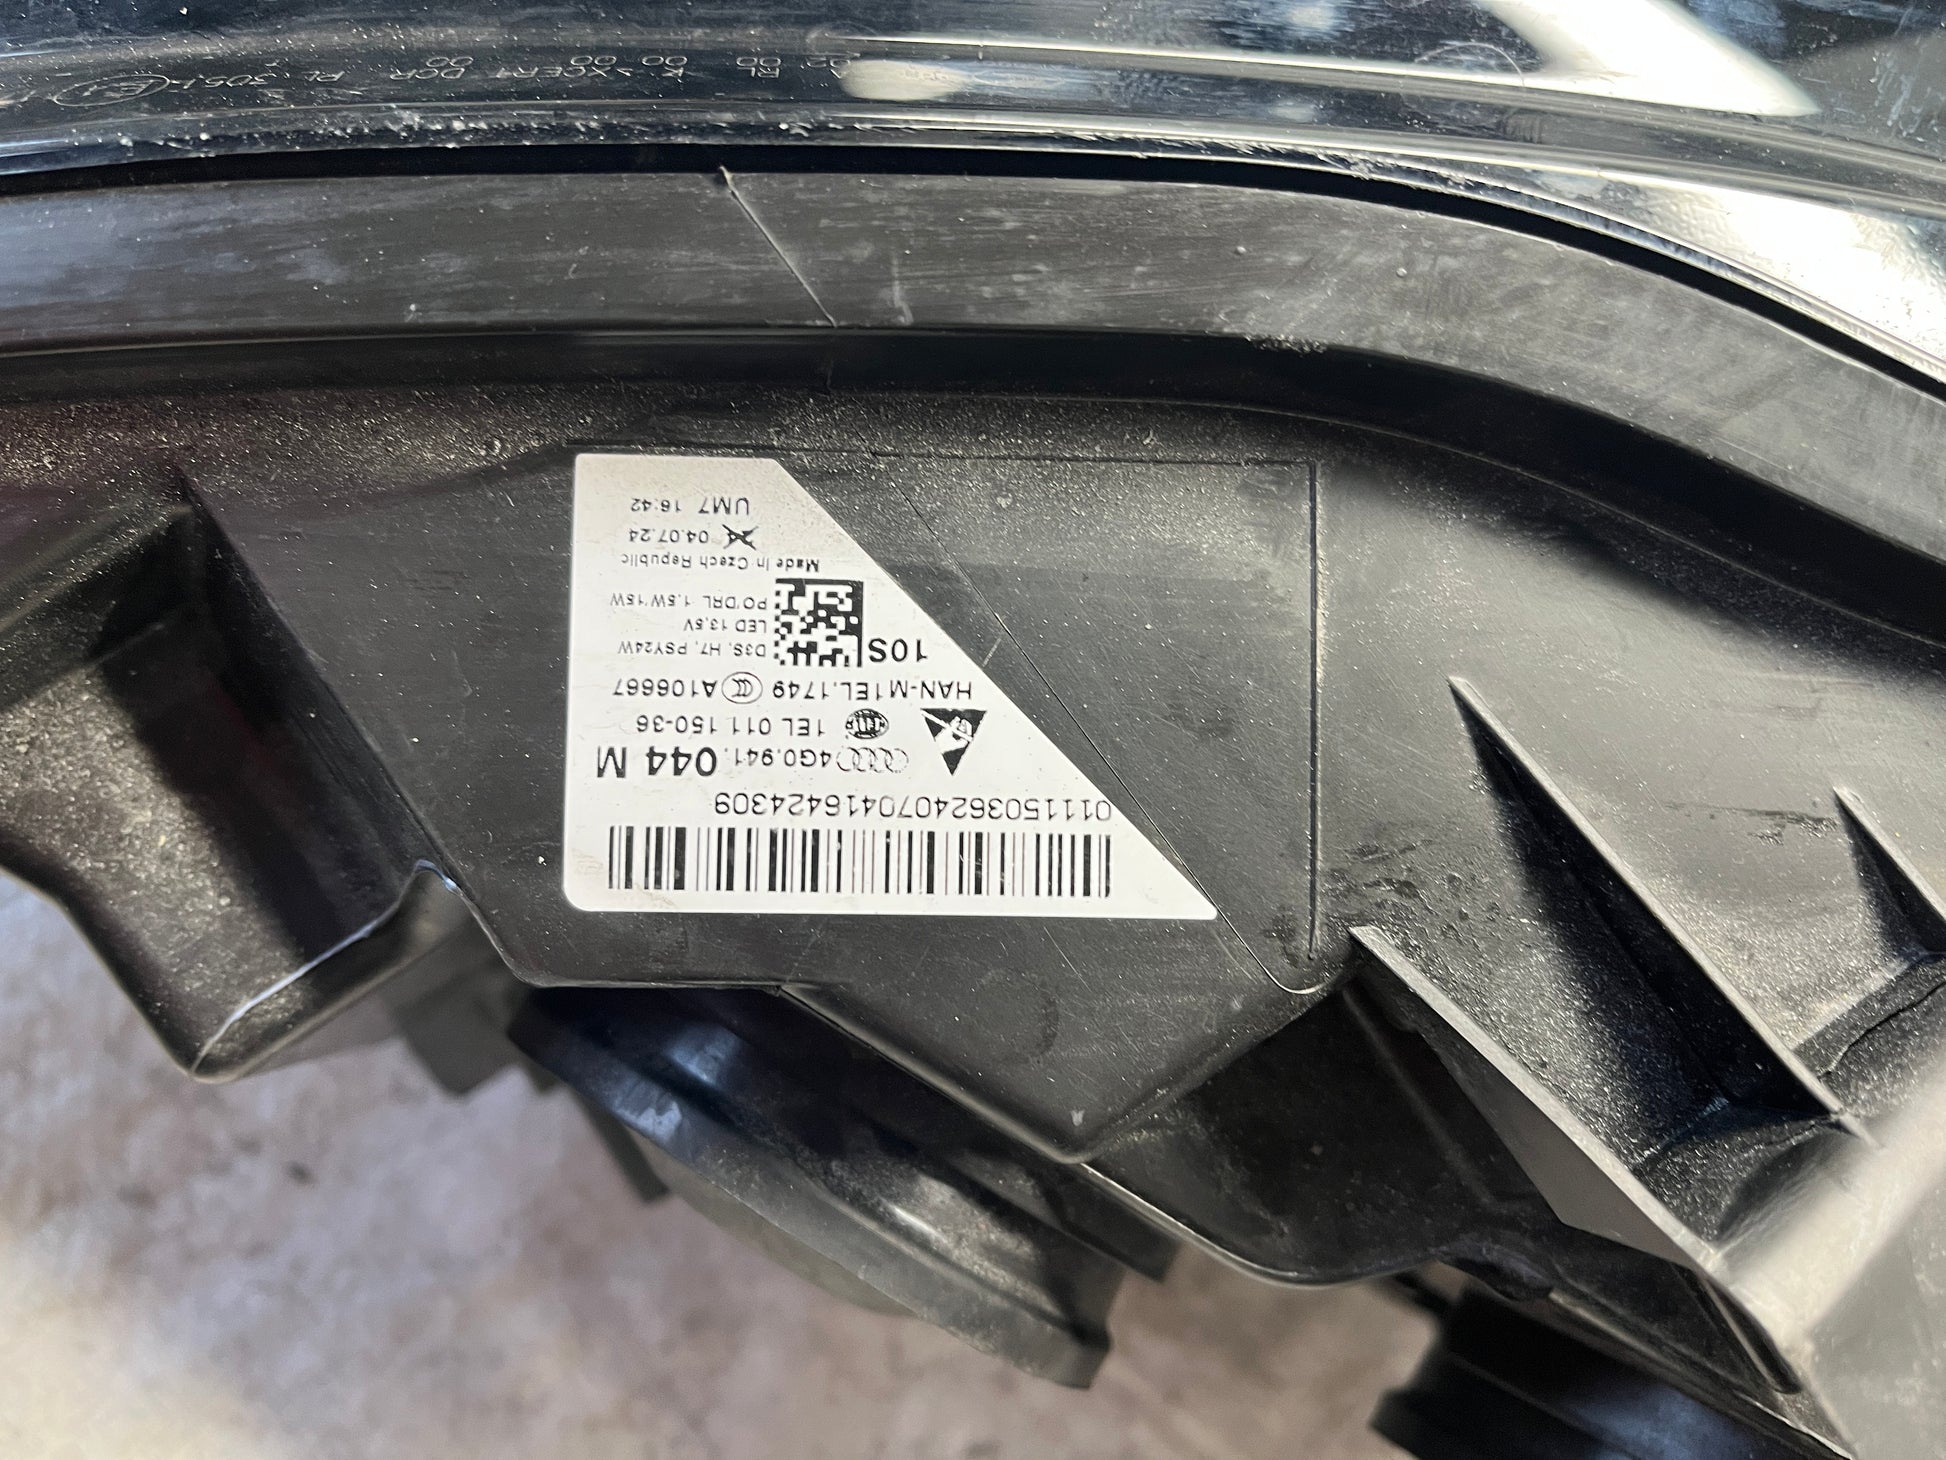 0111503624070416424309
4G0.941. 044 M
1EL 011 150-36
HAN-M1EL.1749 CCC A106667
10S D3S, H7, PSY24W
LED 13,5V
PO/DRL 1.5W/15W
Made In Czech Republic
04.07.24
UM7 16:42